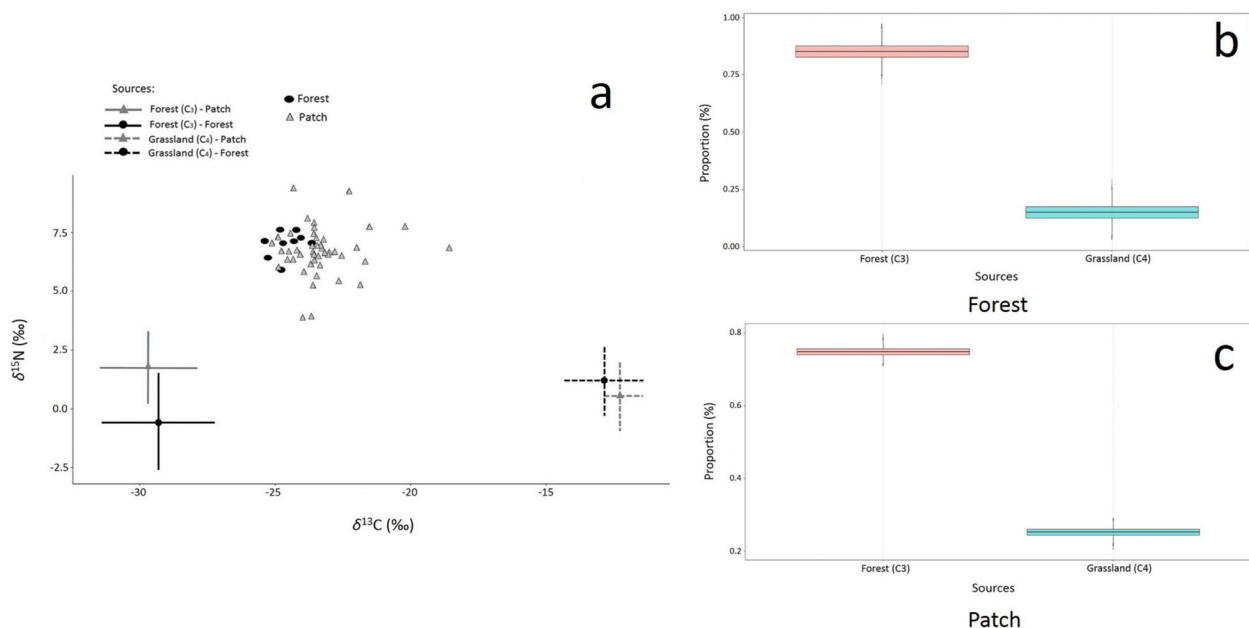 a
Sources:
Forest (C₃) - Patch
Forest (C₃) - Forest
Grassland (C₄) - Patch
Grassland (C₄) - Forest
Forest
Patch
7.5
5.0
2.5
0.0
-2.5
δ¹⁵N (‰)
-30
-25
-20
-15
δ¹³C (‰)
b
1.00
0.75
0.50
0.25
0.00
Proportion (%)
Forest (C3)
Grassland (C4)
Sources
Forest
c
0.8
0.6
0.4
0.2
Proportion (%)
Forest (C3)
Grassland (C4)
Sources
Patch